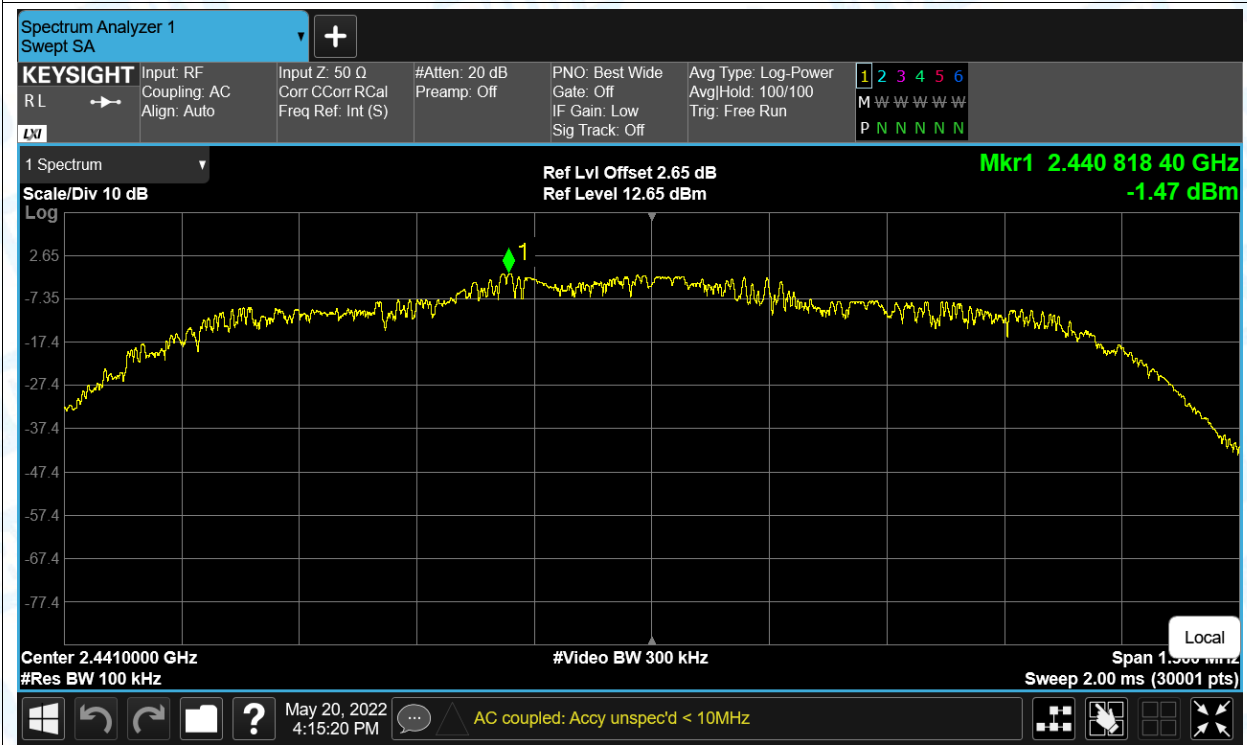 Spectrum Analyzer 1
Swept SA
KEYSIGHT
R L
LXI
Input: RF
Coupling: AC
Align: Auto
Input Z: 50 Ω
Corr CCorr RCal
Freq Ref: Int (S)
#Atten: 20 dB
Preamp: Off
PNO: Best Wide
Gate: Off
IF Gain: Low
Sig Track: Off
Avg Type: Log-Power
Avg|Hold: 100/100
Trig: Free Run
1 2 3 4 5 6
M W W W W W
P N N N N N
1 Spectrum
Scale/Div 10 dB
Log
Ref Lvl Offset 2.65 dB
Ref Level 12.65 dBm
Mkr1 2.440 818 40 GHz
-1.47 dBm
1
2.65
-7.35
-17.4
-27.4
-37.4
-47.4
-57.4
-67.4
-77.4
Local
Center 2.4410000 GHz
#Video BW 300 kHz
Span
#Res BW 100 kHz
Sweep 2.00 ms (30001 pts)
?
May 20, 2022
4:15:20 PM
AC coupled: Accy unspec'd < 10MHz